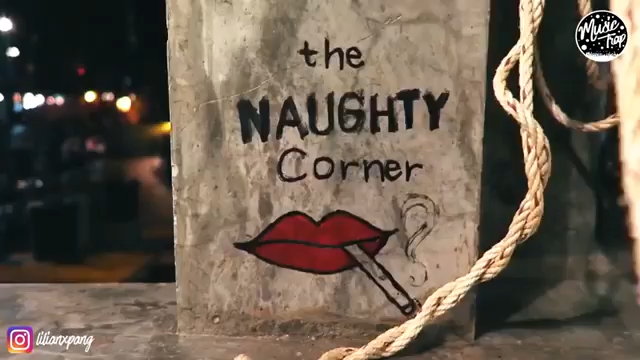 the
NAUGHTY
Corner
Music
Trap
lilianxpang